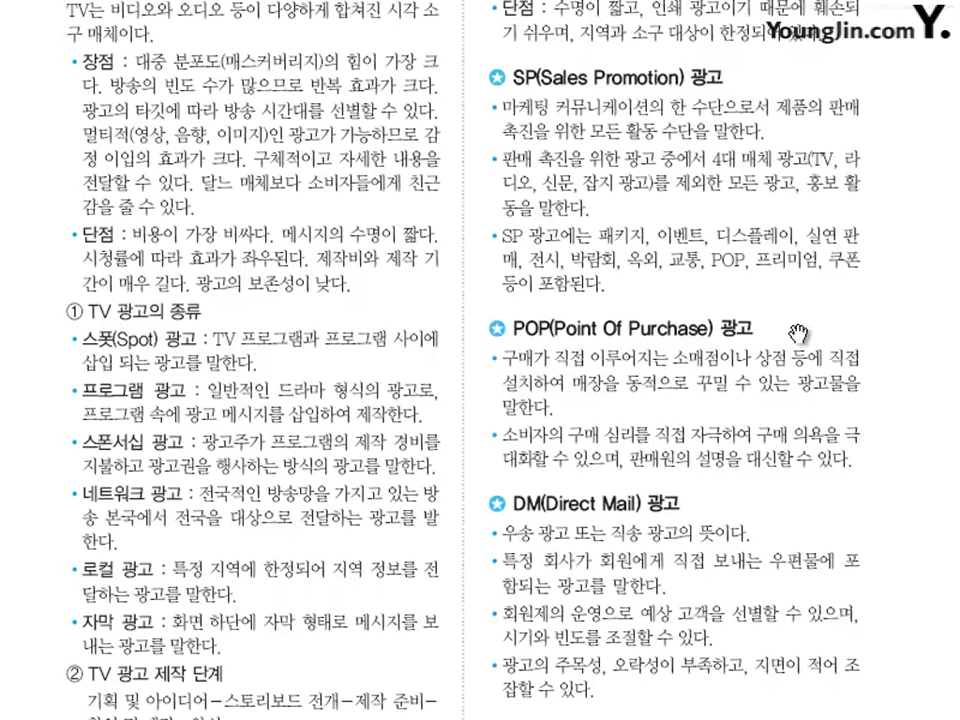 TV는 비디오와 오디오 등이 다양하게 합쳐진 시각 소
구 매체이다.
• 장점 : 대중 분포도(매스커버리지)의 힘이 가장 크
다. 방송의 빈도 수가 많으므로 반복 효과가 크다.
광고의 타깃에 따라 방송 시간대를 선별할 수 있다.
멀티적(영상, 음향, 이미지)인 광고가 가능하므로 감
정 이입의 효과가 크다. 구체적이고 자세한 내용을
전달할 수 있다. 달느 매체보다 소비자들에게 친근
감을 줄 수 있다.
• 단점 : 비용이 가장 비싸다. 메시지의 수명이 짧다.
시청률에 따라 효과가 좌우된다. 제작비와 제작 기
간이 매우 길다. 광고의 보존성이 낮다.
① TV 광고의 종류
• 스폿(Spot) 광고 : TV 프로그램과 프로그램 사이에
삽입 되는 광고를 말한다.
• 프로그램 광고 : 일반적인 드라마 형식의 광고로,
프로그램 속에 광고 메시지를 삽입하여 제작한다.
• 스폰서십 광고 : 광고주가 프로그램의 제작 경비를
지불하고 광고권을 행사하는 방식의 광고를 말한다.
• 네트워크 광고 : 전국적인 방송망을 가지고 있는 방
송 본국에서 전국을 대상으로 전달하는 광고를 발
한다.
• 로컬 광고 : 특정 지역에 한정되어 지역 정보를 전
달하는 광고를 말한다.
• 자막 광고 : 화면 하단에 자막 형태로 메시지를 보
내는 광고를 말한다.
② TV 광고 제작 단계
기획 및 아이디어-스토리보드 전개-제작 준비-
• 단점 : 수명이 짧고, 인쇄 광고이기 때문에 훼손되
기 쉬우며, 지역과 소구 대상이 한정되어 있다.
YoungJin.com Y.
SP(Sales Promotion) 광고
• 마케팅 커뮤니케이션의 한 수단으로서 제품의 판매
촉진을 위한 모든 활동 수단을 말한다.
• 판매 촉진을 위한 광고 중에서 4대 매체 광고(TV, 라
디오, 신문, 잡지 광고)를 제외한 모든 광고, 홍보 활
동을 말한다.
• SP 광고에는 패키지, 이벤트, 디스플레이, 실연 판
매, 전시, 박람회, 옥외, 교통, POP, 프리미엄, 쿠폰
등이 포함된다.
POP(Point Of Purchase) 광고
• 구매가 직접 이루어지는 소매점이나 상점 등에 직접
설치하여 매장을 동적으로 꾸밀 수 있는 광고물을
말한다.
• 소비자의 구매 심리를 직접 자극하여 구매 의욕을 극
대화할 수 있으며, 판매원의 설명을 대신할 수 있다.
DM(Direct Mail) 광고
• 우송 광고 또는 직송 광고의 뜻이다.
• 특정 회사가 회원에게 직접 보내는 우편물에 포
함되는 광고를 말한다.
• 회원제의 운영으로 예상 고객을 선별할 수 있으며,
시기와 빈도를 조절할 수 있다.
• 광고의 주목성, 오락성이 부족하고, 지면이 적어 조
잡할 수 있다.